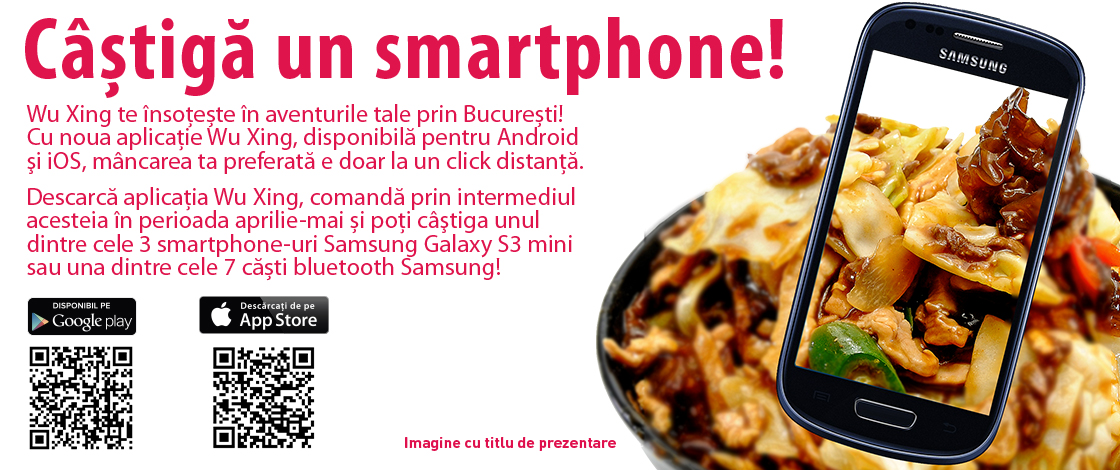 Câștigă un smartphone!
Wu Xing te însoțește în aventurile tale prin București!
Cu noua aplicație Wu Xing, disponibilă pentru Android
și iOS, mâncarea ta preferată e doar la un click distanță.
Descarcă aplicația Wu Xing, comandă prin intermediul
acesteia în perioada aprilie-mai și poți câștiga unul
dintre cele 3 smartphone-uri Samsung Galaxy S3 mini
sau una dintre cele 7 căști bluetooth Samsung!
DISPONIBIL PE
Google play
Descărcați de pe
App Store
SAMSUNG
Imagine cu titlu de prezentare